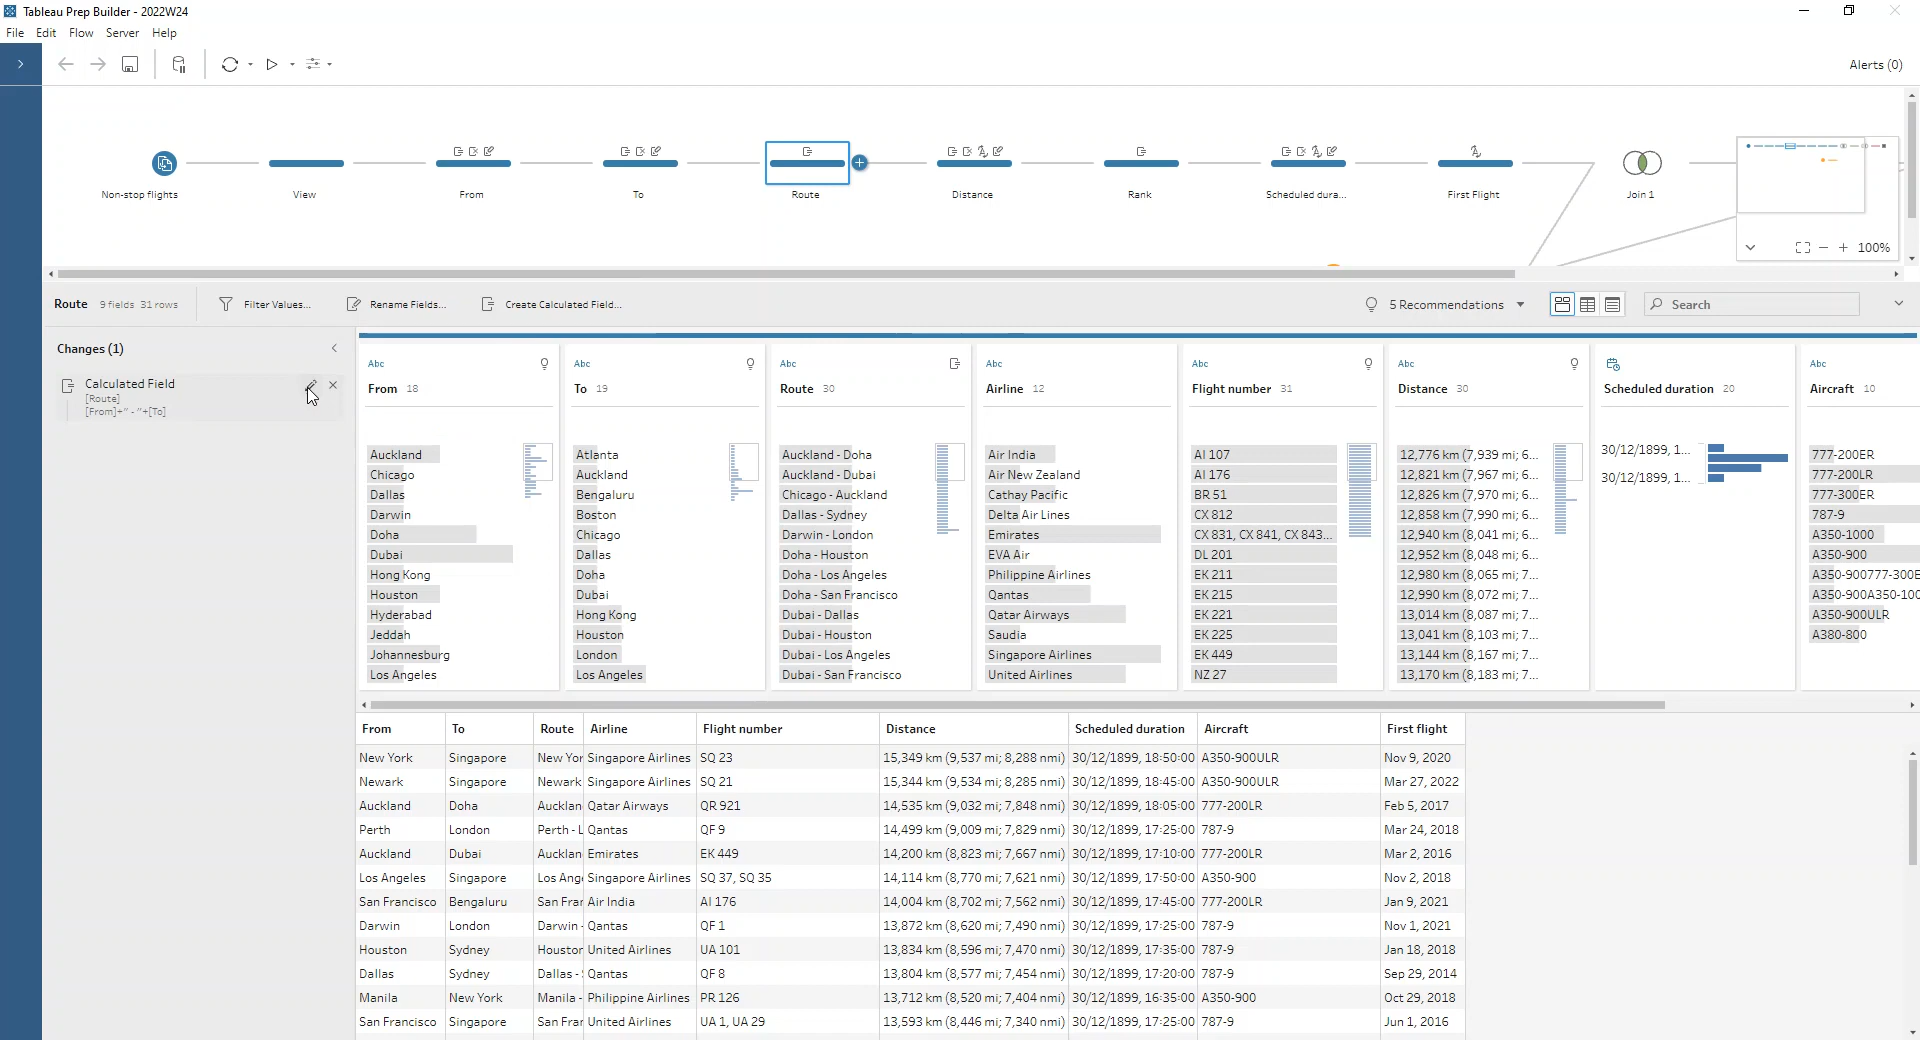 Tableau Prep Builder - 2022W24
File Edit Flow Server Help
Alerts (0)
Non-stop flights View From To Route Distance Rank Scheduled dura... First Flight Join 1
100%
Route 9 fields 31 rows Filter Values... Rename Fields... Create Calculated Field... 5 Recommendations Search
Changes (1)
Calculated Field
[Route]
[From]+" - "+[To]
Abc
From 18
Auckland
Chicago
Dallas
Darwin
Doha
Dubai
Hong Kong
Houston
Hyderabad
Jeddah
Johannesburg
Los Angeles
Abc
To 19
Atlanta
Auckland
Bengaluru
Boston
Chicago
Dallas
Doha
Dubai
Hong Kong
Houston
London
Los Angeles
Abc
Route 30
Auckland - Doha
Auckland - Dubai
Chicago - Auckland
Dallas - Sydney
Darwin - London
Doha - Houston
Doha - Los Angeles
Doha - San Francisco
Dubai - Dallas
Dubai - Houston
Dubai - Los Angeles
Dubai - San Francisco
Abc
Airline 12
Air India
Air New Zealand
Cathay Pacific
Delta Air Lines
Emirates
EVA Air
Philippine Airlines
Qantas
Qatar Airways
Saudia
Singapore Airlines
United Airlines
Abc
Flight number 31
AI 107
AI 176
BR 51
CX 812
CX 831, CX 841, CX 843...
DL 201
EK 211
EK 215
EK 221
EK 225
EK 449
NZ 27
Abc
Distance 30
12,776 km (7,939 mi; 6...
12,821 km (7,967 mi; 6...
12,826 km (7,970 mi; 6...
12,858 km (7,990 mi; 6...
12,940 km (8,041 mi; 6...
12,952 km (8,048 mi; 6...
12,980 km (8,065 mi; 7...
12,990 km (8,072 mi; 7...
13,014 km (8,087 mi; 7...
13,041 km (8,103 mi; 7...
13,144 km (8,167 mi; 7...
13,170 km (8,183 mi; 7...
Scheduled duration 20
30/12/1899, 1...
30/12/1899, 1...
Abc
Aircraft 10
777-200ER
777-200LR
777-300ER
787-9
A350-1000
A350-900
A350-900777-300E
A350-900A350-100
A350-900ULR
A380-800
From To Route Airline Flight number Distance Scheduled duration Aircraft First flight
New York Singapore New Yor Singapore Airlines SQ 23 15,349 km (9,537 mi; 8,288 nmi) 30/12/1899, 18:50:00 A350-900ULR Nov 9, 2020
Newark Singapore Newark Singapore Airlines SQ 21 15,344 km (9,534 mi; 8,285 nmi) 30/12/1899, 18:45:00 A350-900ULR Mar 27, 2022
Auckland Doha Aucklan Qatar Airways QR 921 14,535 km (9,032 mi; 7,848 nmi) 30/12/1899, 18:05:00 777-200LR Feb 5, 2017
Perth London Perth - L Qantas QF 9 14,499 km (9,009 mi; 7,829 nmi) 30/12/1899, 17:25:00 787-9 Mar 24, 2018
Auckland Dubai Aucklan Emirates EK 449 14,200 km (8,823 mi; 7,667 nmi) 30/12/1899, 17:10:00 777-200LR Mar 2, 2016
Los Angeles Singapore Los Ang Singapore Airlines SQ 37, SQ 35 14,114 km (8,770 mi; 7,621 nmi) 30/12/1899, 17:50:00 A350-900 Nov 2, 2018
San Francisco Bengaluru San Fran Air India AI 176 14,004 km (8,702 mi; 7,562 nmi) 30/12/1899, 17:45:00 777-200LR Jan 9, 2021
Darwin London Darwin - Qantas QF 1 13,872 km (8,620 mi; 7,490 nmi) 30/12/1899, 17:25:00 787-9 Nov 1, 2021
Houston Sydney Houston United Airlines UA 101 13,834 km (8,596 mi; 7,470 nmi) 30/12/1899, 17:35:00 787-9 Jan 18, 2018
Dallas Sydney Dallas - Qantas QF 8 13,804 km (8,577 mi; 7,454 nmi) 30/12/1899, 17:20:00 787-9 Sep 29, 2014
Manila New York Manila - Philippine Airlines PR 126 13,712 km (8,520 mi; 7,404 nmi) 30/12/1899, 16:35:00 A350-900 Oct 29, 2018
San Francisco Singapore San Fran United Airlines UA 1, UA 29 13,593 km (8,446 mi; 7,340 nmi) 30/12/1899, 17:25:00 787-9 Jun 1, 2016